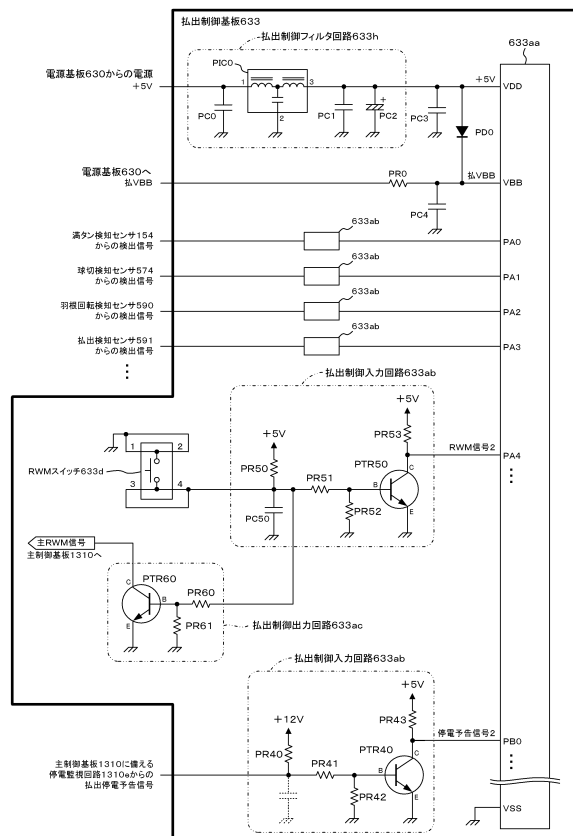 払出制御基板633
払出制御フィルタ回路633h
633aa
PIC0
電源基板630からの電源
+5V
1
3
2
PC0
PC1
+
PC2
PC3
+5V
VDD
PD0
電源基板630へ
払VBB
PR0
払VBB
VBB
PC4
満タン検知センサ154
からの検出信号
633ab
PA0
球切検知センサ574
からの検出信号
633ab
PA1
羽根回転検知センサ590
からの検出信号
633ab
PA2
払出検知センサ591
からの検出信号
633ab
PA3
払出制御入力回路633ab
+5V
+5V
PR53
RWM信号2
PA4
1
2
RWMスイッチ633d
3
4
PR50
PR51
PTR50
B
C
E
PC50
PR52
主RWM信号
主制御基板1310へ
PTR60
C
B
E
PR60
PR61
払出制御出力回路633ac
払出制御入力回路633ab
+5V
+12V
PR43
停電予告信号2
PB0
主制御基板1310に備える
停電監視回路1310eからの
払出停電予告信号
PR40
PR41
PTR40
B
C
E
PR42
VSS